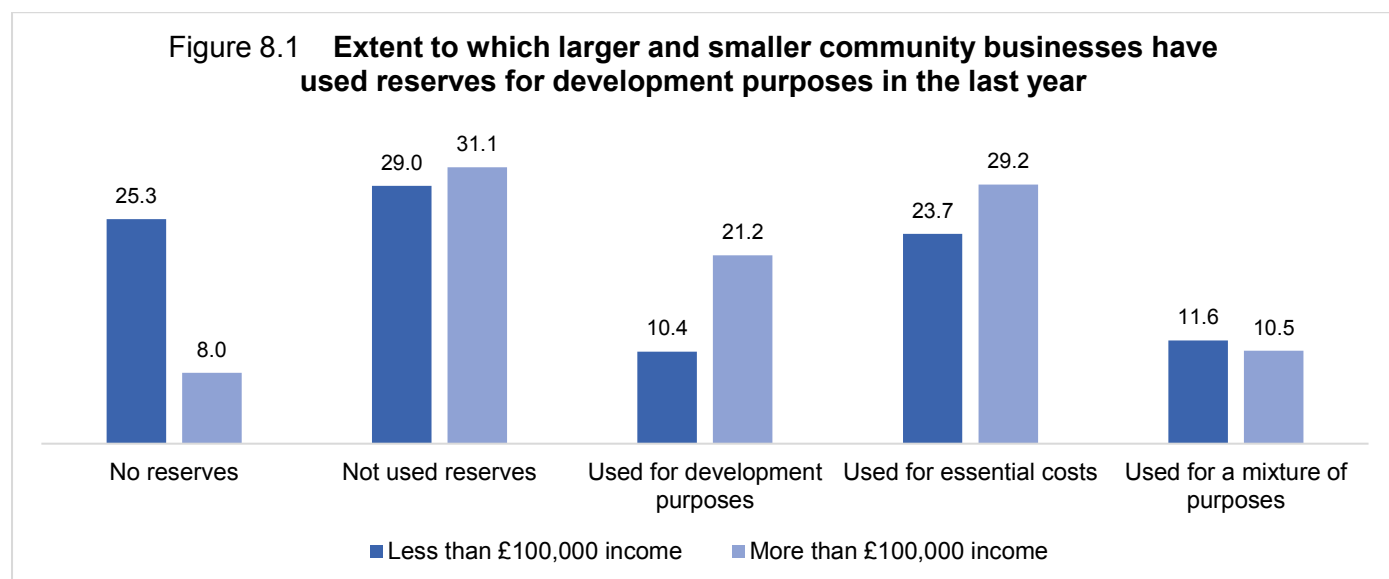 Figure 8.1 Extent to which larger and smaller community businesses have
used reserves for development purposes in the last year
25.3
8.0
29.0
31.1
10.4
21.2
23.7
29.2
11.6
10.5
No reserves
Not used reserves
Used for development
purposes
Used for essential costs
Used for a mixture of
purposes
Less than £100,000 income
More than £100,000 income